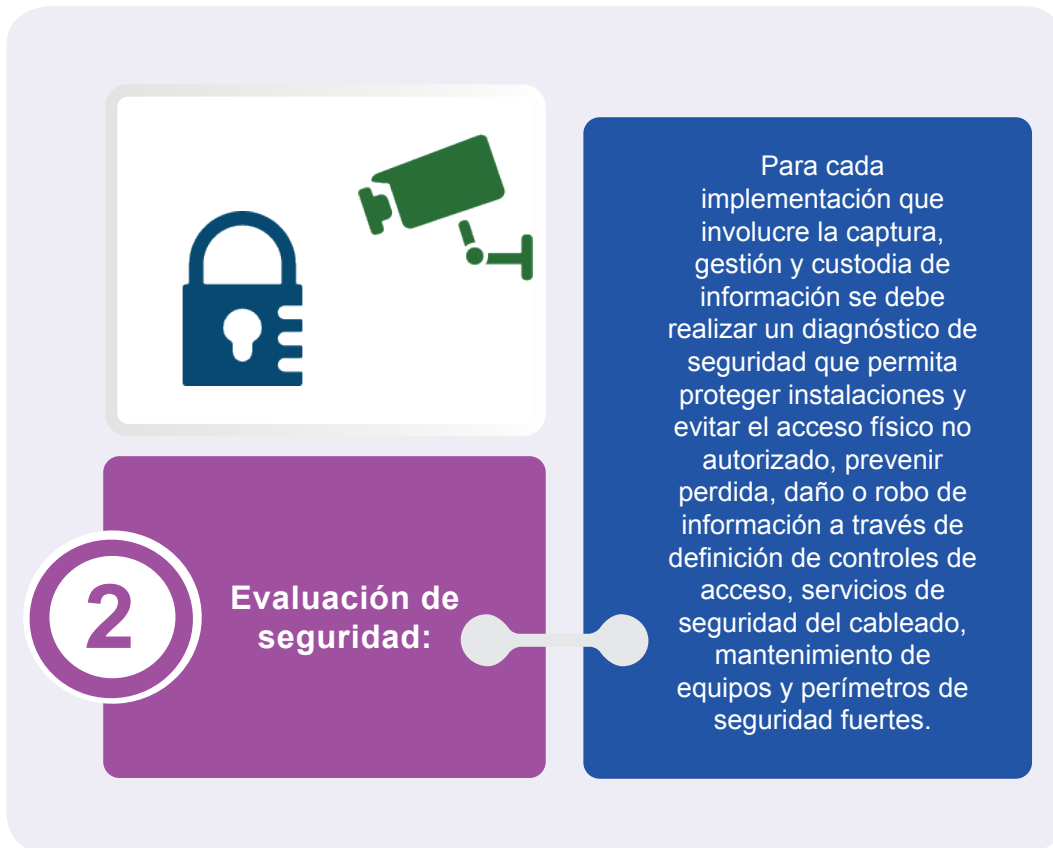 2
Evaluación de
seguridad:
Para cada
implementación que
involucre la captura,
gestión y custodia de
información se debe
realizar un diagnóstico de
seguridad que permita
proteger instalaciones y
evitar el acceso físico no
autorizado, prevenir
perdida, daño o robo de
información a través de
definición de controles de
acceso, servicios de
seguridad del cableado,
mantenimiento de
equipos y perímetros de
seguridad fuertes.